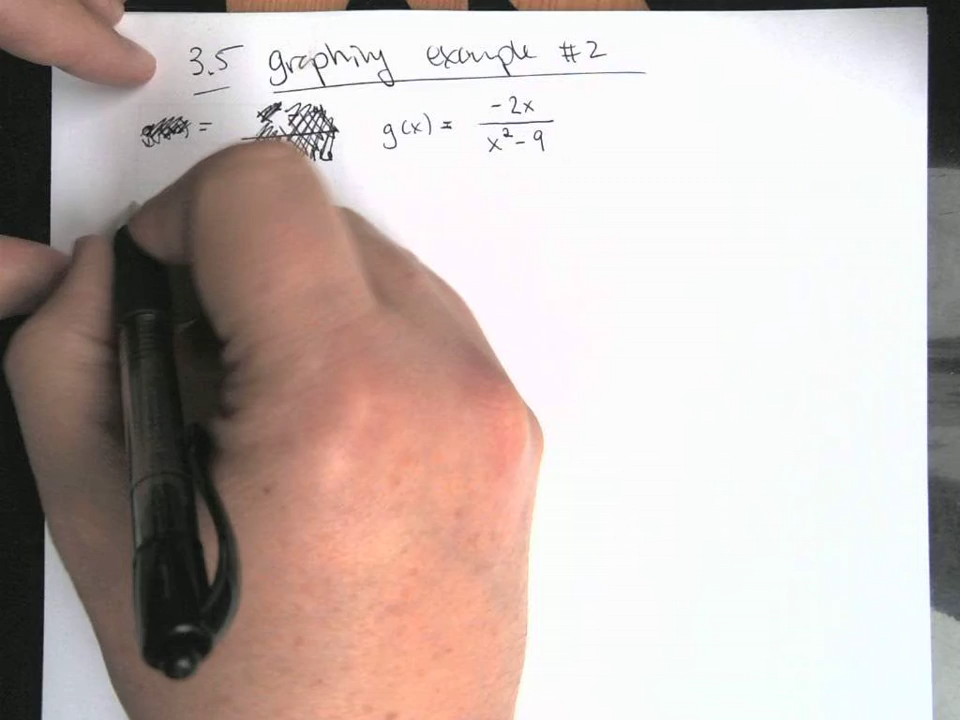 3.5 graphing example #2
= g(x) = -2x / x² - 9